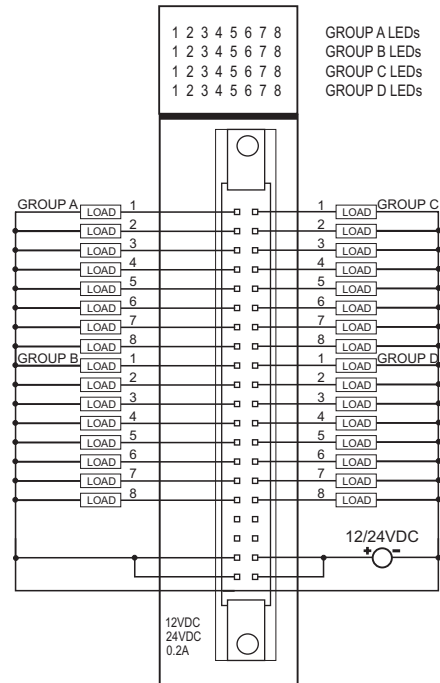 1 2 3 4 5 6 7 8 GROUP A LEDs
1 2 3 4 5 6 7 8 GROUP B LEDs
1 2 3 4 5 6 7 8 GROUP C LEDs
1 2 3 4 5 6 7 8 GROUP D LEDs
GROUP A LOAD 1 1 LOAD GROUP C
LOAD 2 2 LOAD
LOAD 3 3 LOAD
LOAD 4 4 LOAD
LOAD 5 5 LOAD
LOAD 6 6 LOAD
LOAD 7 7 LOAD
LOAD 8 8 LOAD
GROUP B LOAD 1 1 LOAD GROUP D
LOAD 2 2 LOAD
LOAD 3 3 LOAD
LOAD 4 4 LOAD
LOAD 5 5 LOAD
LOAD 6 6 LOAD
LOAD 7 7 LOAD
LOAD 8 8 LOAD
12/24VDC
+ −
12VDC
24VDC
0.2A